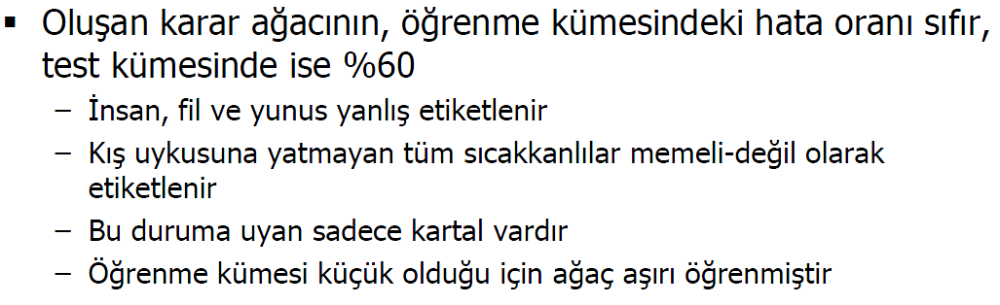 ▪ Oluşan karar ağacının, öğrenme kümesindeki hata oranı sıfır,
test kümesinde ise %60
– İnsan, fil ve yunus yanlış etiketlenir
– Kış uykusuna yatmayan tüm sıcakkanlılar memeli-değil olarak
etiketlenir
– Bu duruma uyan sadece kartal vardır
– Öğrenme kümesi küçük olduğu için ağaç aşırı öğrenmiştir